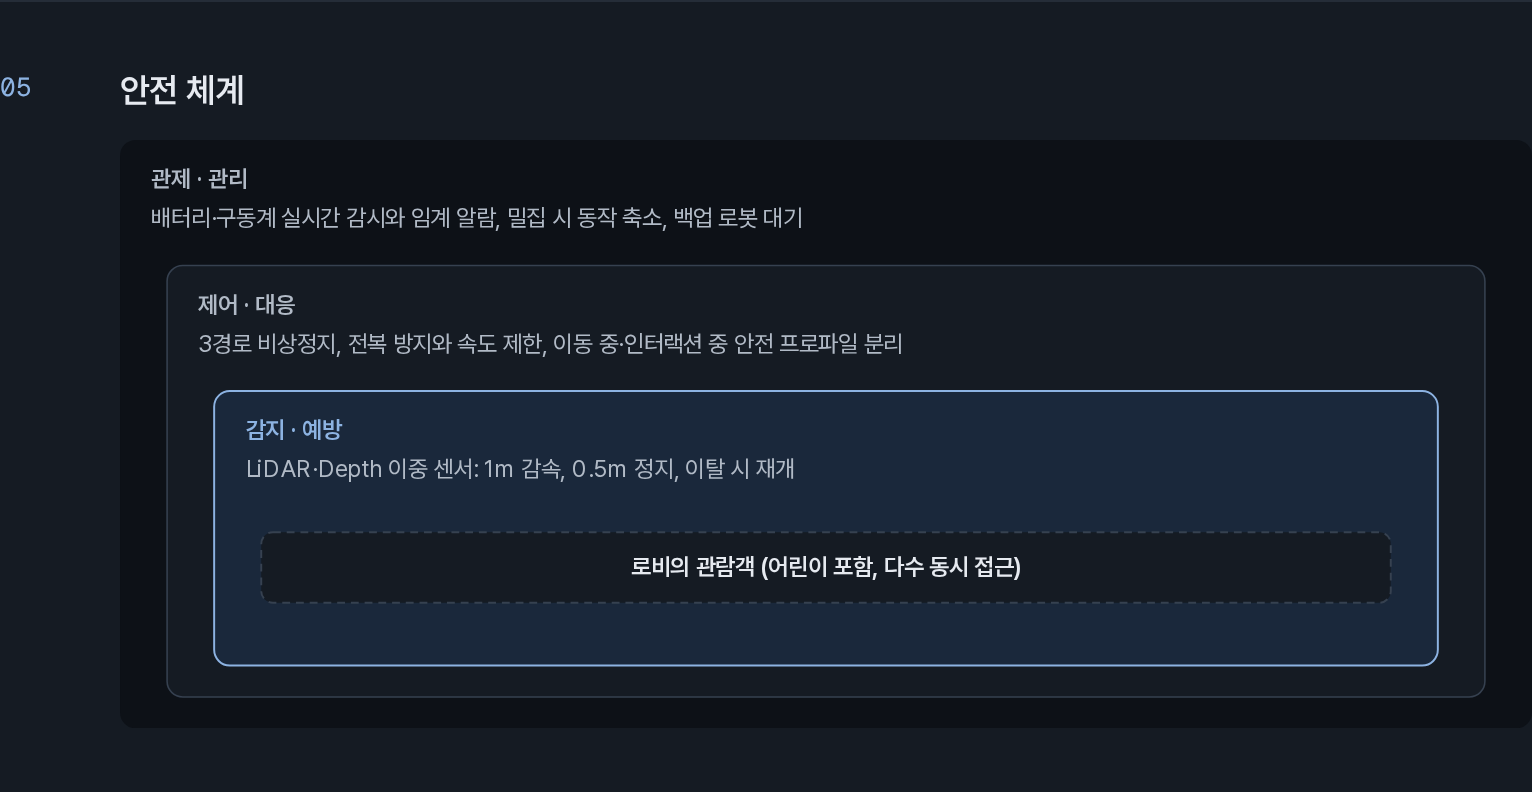 05
안전 체계
관제 · 관리
배터리·구동계 실시간 감시와 임계 알람, 밀집 시 동작 축소, 백업 로봇 대기
제어 · 대응
3경로 비상정지, 전복 방지와 속도 제한, 이동 중·인터랙션 중 안전 프로파일 분리
감지 · 예방
LiDAR·Depth 이중 센서: 1m 감속, 0.5m 정지, 이탈 시 재개
로비의 관람객 (어린이 포함, 다수 동시 접근)